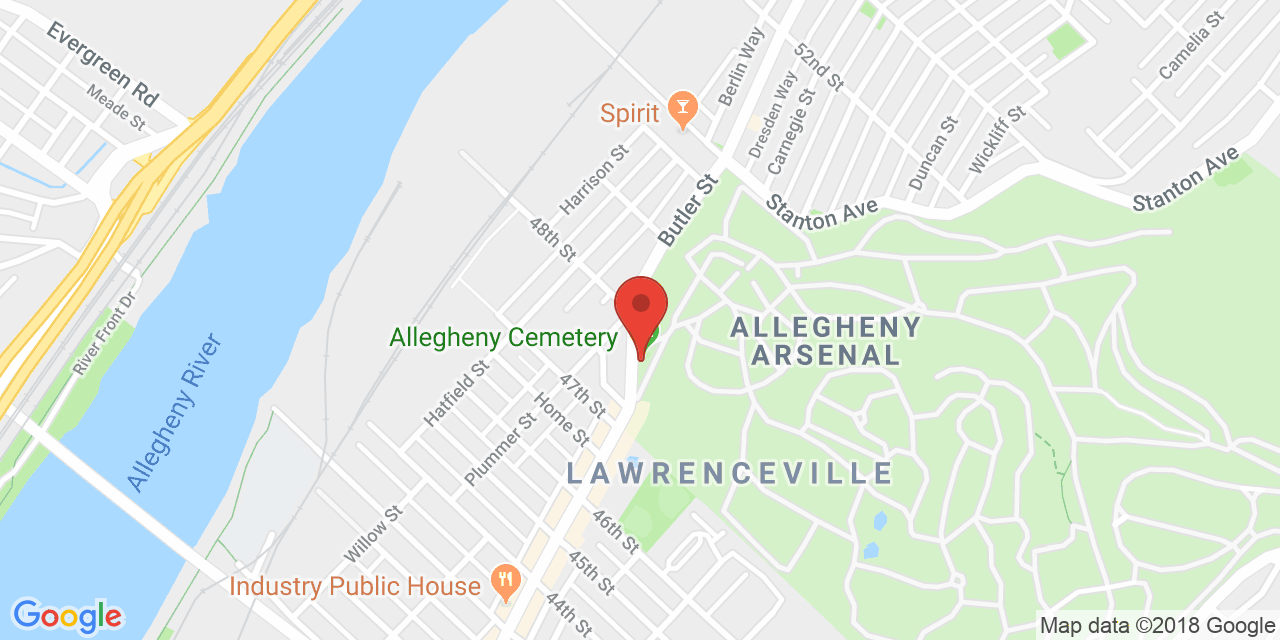 Evergreen Rd
Meade St
Berlin Way
52nd St
Camelia St
Spirit
Dresden Way
Carnegie St
Duncan St
Wickliff St
Harrison St
Butler St
Stanton Ave
Stanton Ave
48th St
River Front Dr
Allegheny Cemetery
ALLEGHENY
ARSENAL
Allegheny River
Hatfield St
47th St
Home St
Plummer St
LAWRENCEVILLE
Willow St
46th St
45th St
44th St
Industry Public House
Google
Map data ©2018 Google